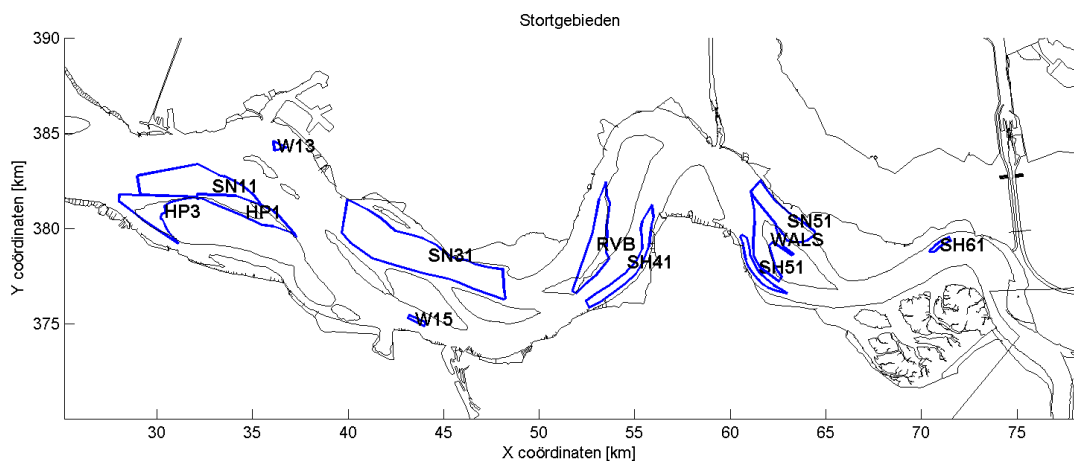 Stortgebieden
390
385
380
375
Y coördinaten [km]
W13
SN11
HP3
HP1
SN31
W15
RVB
SH41
SN51
WALS
SH51
SH61
30 35 40 45 50 55 60 65 70 75
X coördinaten [km]